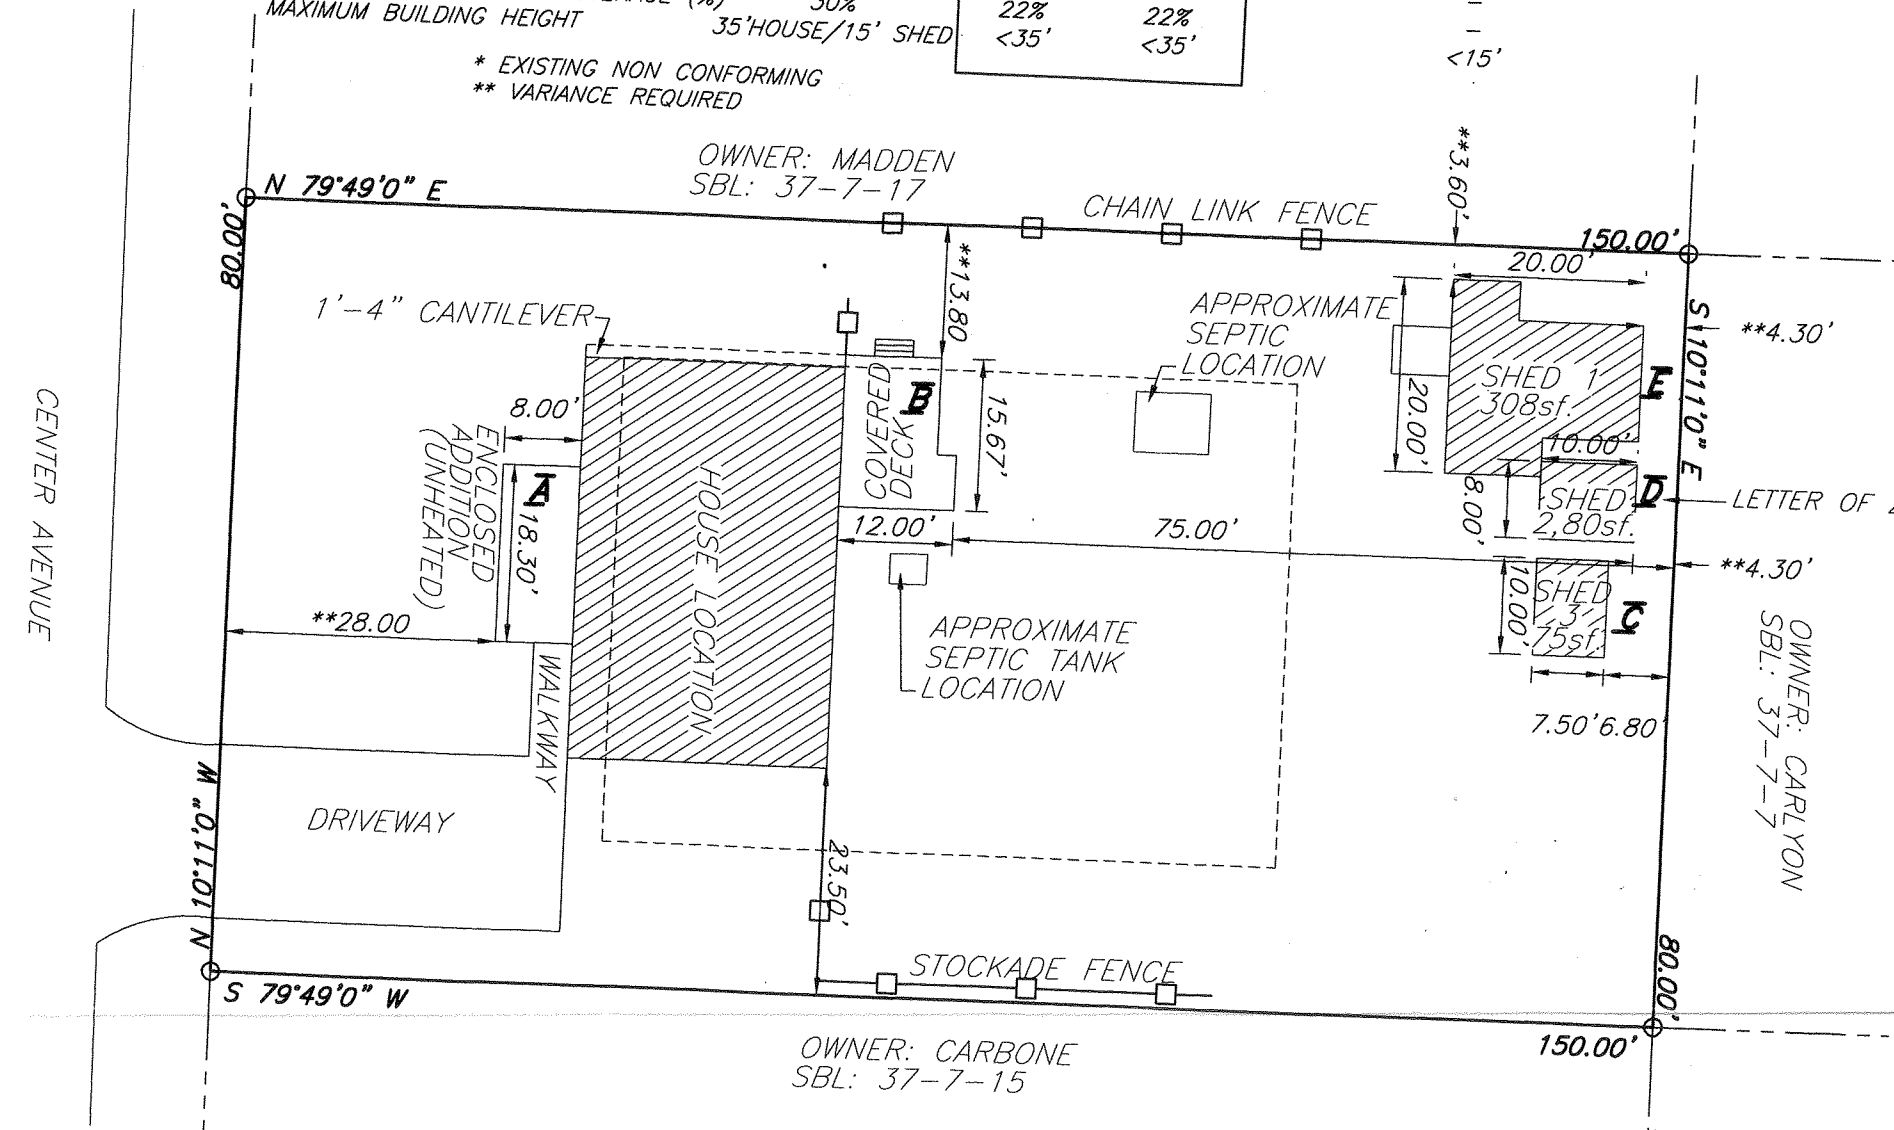 30%
22%
22%
MAXIMUM BUILDING HEIGHT
35'HOUSE/15' SHED
<35'
<35'
<15'
* EXISTING NON CONFORMING
** VARIANCE REQUIRED
OWNER: MADDEN
SBL: 37-7-17
N 79°49'0" E
CHAIN LINK FENCE
**3.60'
150.00'
80.00'
20.00'
1'-4" CANTILEVER
**13.80
APPROXIMATE
SEPTIC
LOCATION
S 10°11'0" E
**4.30'
SHED 1
308sf.
E
20.00'
10.00'
8.00'
ENCLOSED
ADDITION
(UNHEATED)
A
18.30'
COVERED
DECK
B
15.67'
HOUSE LOCATION
CENTER AVENUE
8.00'
SHED
2,80sf.
D
LETTER OF
12.00'
75.00'
**4.30'
SHED
3
75sf.
C
10.00'
**28.00
APPROXIMATE
SEPTIC TANK
LOCATION
WALKWAY
7.50'
6.80'
OWNER: CARLYON
SBL: 37-7-7
DRIVEWAY
N 10°11'0" W
23.50'
STOCKADE FENCE
80.00'
S 79°49'0" W
150.00'
OWNER: CARBONE
SBL: 37-7-15